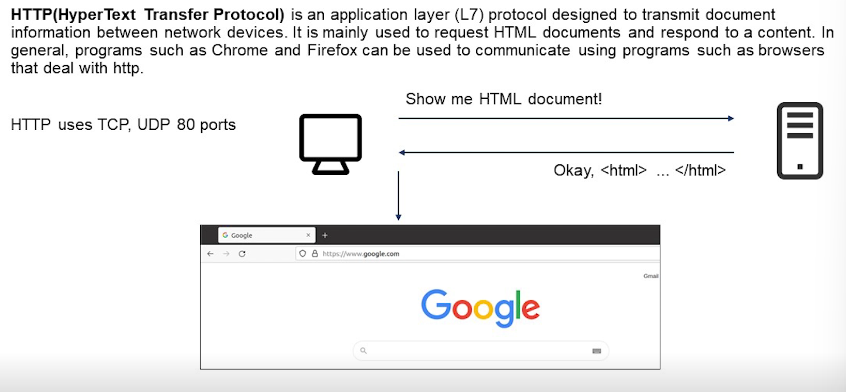 HTTP(HyperText Transfer Protocol) is an application layer (L7) protocol designed to transmit document
information between network devices. It is mainly used to request HTML documents and respond to a content. In
general, programs such as Chrome and Firefox can be used to communicate using programs such as browsers
that deal with http.
Show me HTML document!
HTTP uses TCP, UDP 80 ports
Okay, <html> ... </html>
G Google × +
https://www.google.com
Gmail
Google